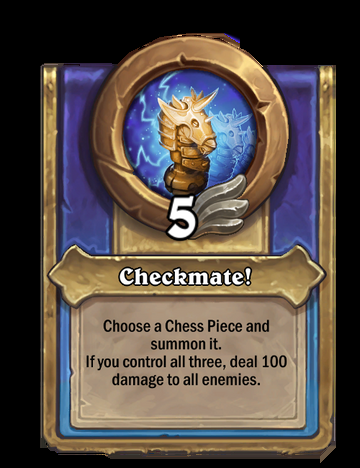 5
Checkmate!
Choose a Chess Piece and
summon it.
If you control all three, deal 100
damage to all enemies.